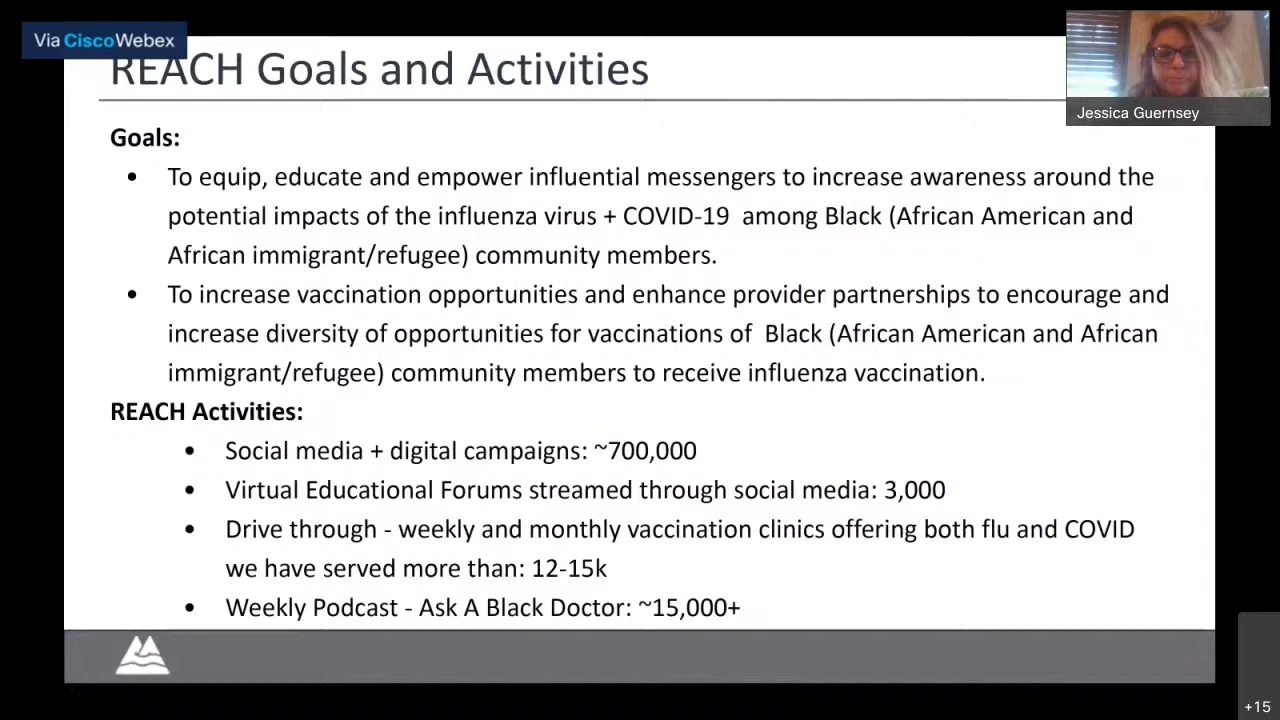 Via CiscoWebex
REACH Goals and Activities
Jessica Guernsey
Goals:
• To equip, educate and empower influential messengers to increase awareness around the
potential impacts of the influenza virus + COVID-19 among Black (African American and
African immigrant/refugee) community members.
• To increase vaccination opportunities and enhance provider partnerships to encourage and
increase diversity of opportunities for vaccinations of Black (African American and African
immigrant/refugee) community members to receive influenza vaccination.
REACH Activities:
• Social media + digital campaigns: ~700,000
• Virtual Educational Forums streamed through social media: 3,000
• Drive through - weekly and monthly vaccination clinics offering both flu and COVID
we have served more than: 12-15k
• Weekly Podcast - Ask A Black Doctor: ~15,000+
+15